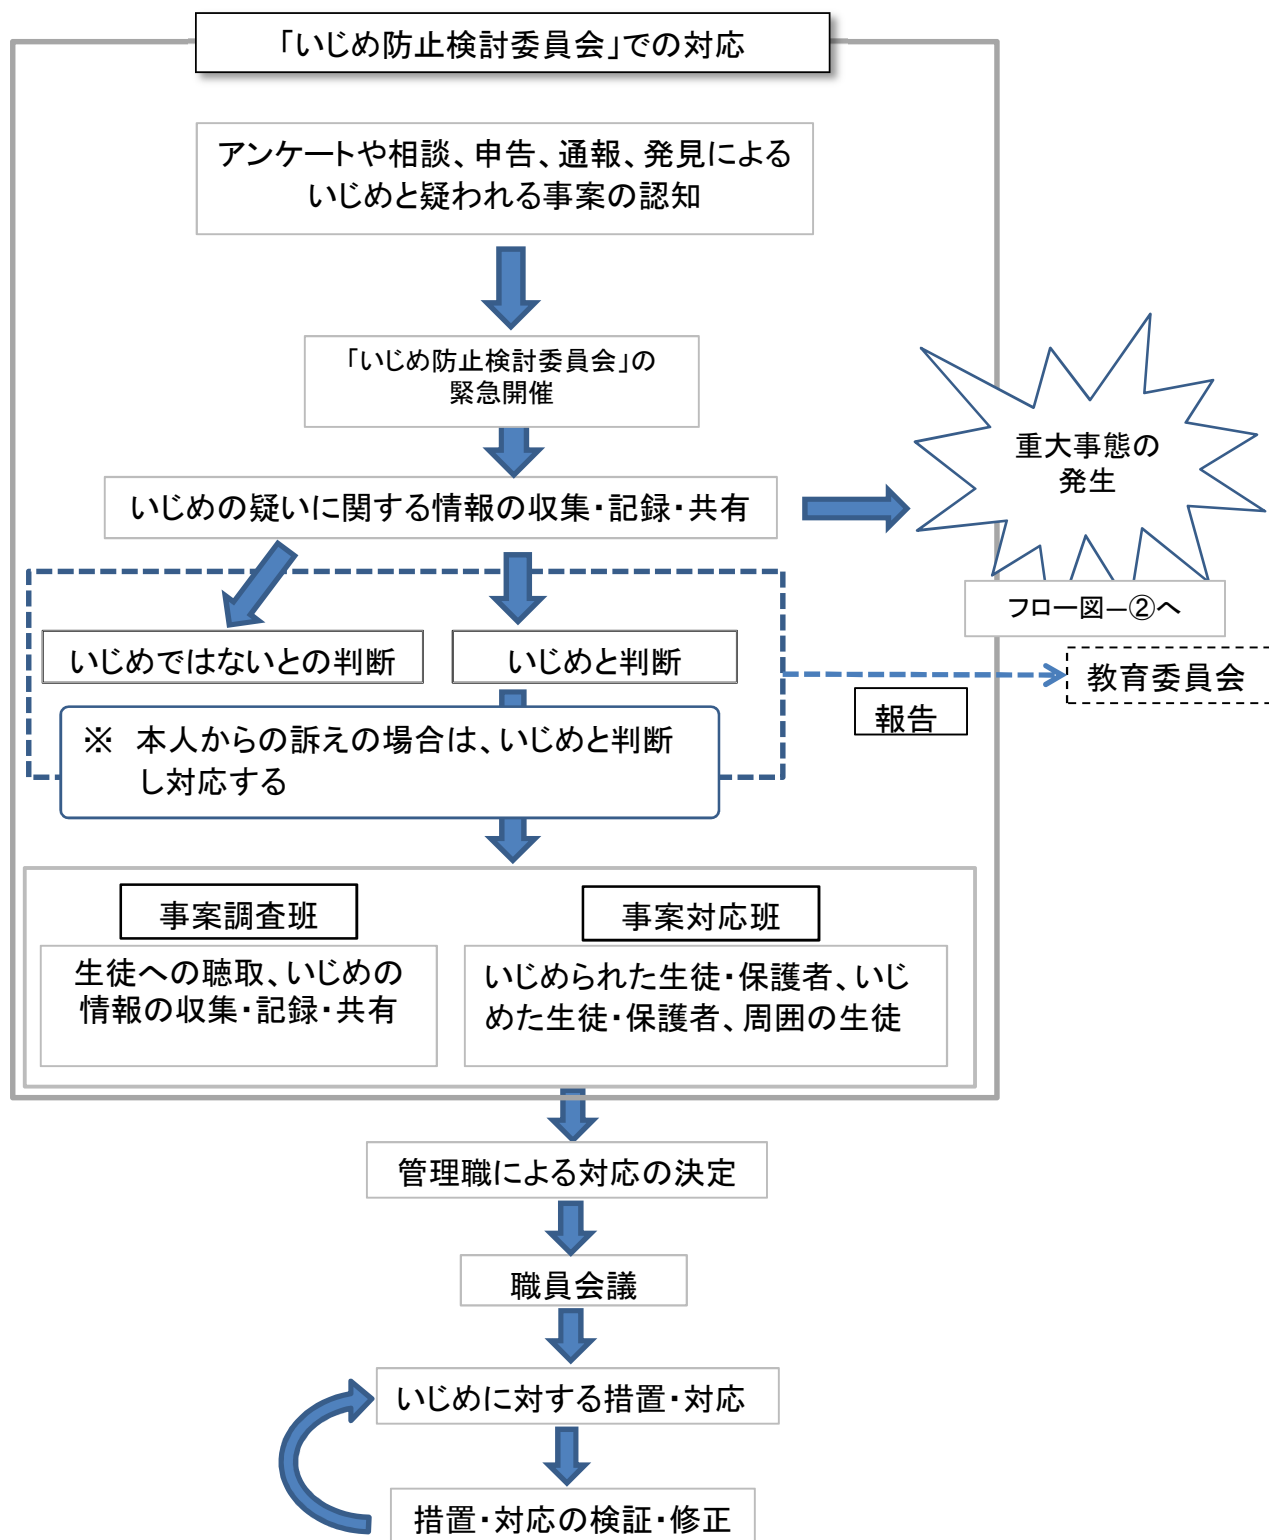 「いじめ防止検討委員会」での対応
アンケートや相談、申告、通報、発見による
いじめと疑われる事案の認知
「いじめ防止検討委員会」の
緊急開催
重大事態の
発生
いじめの疑いに関する情報の収集・記録・共有
フロー図―②へ
いじめではないとの判断
いじめと判断
教育委員会
報告
※　本人からの訴えの場合は、いじめと判断
し対応する
事案調査班
生徒への聴取、いじめの
情報の収集・記録・共有
事案対応班
いじめられた生徒・保護者、いじ
めた生徒・保護者、周囲の生徒
管理職による対応の決定
職員会議
いじめに対する措置・対応
措置・対応の検証・修正